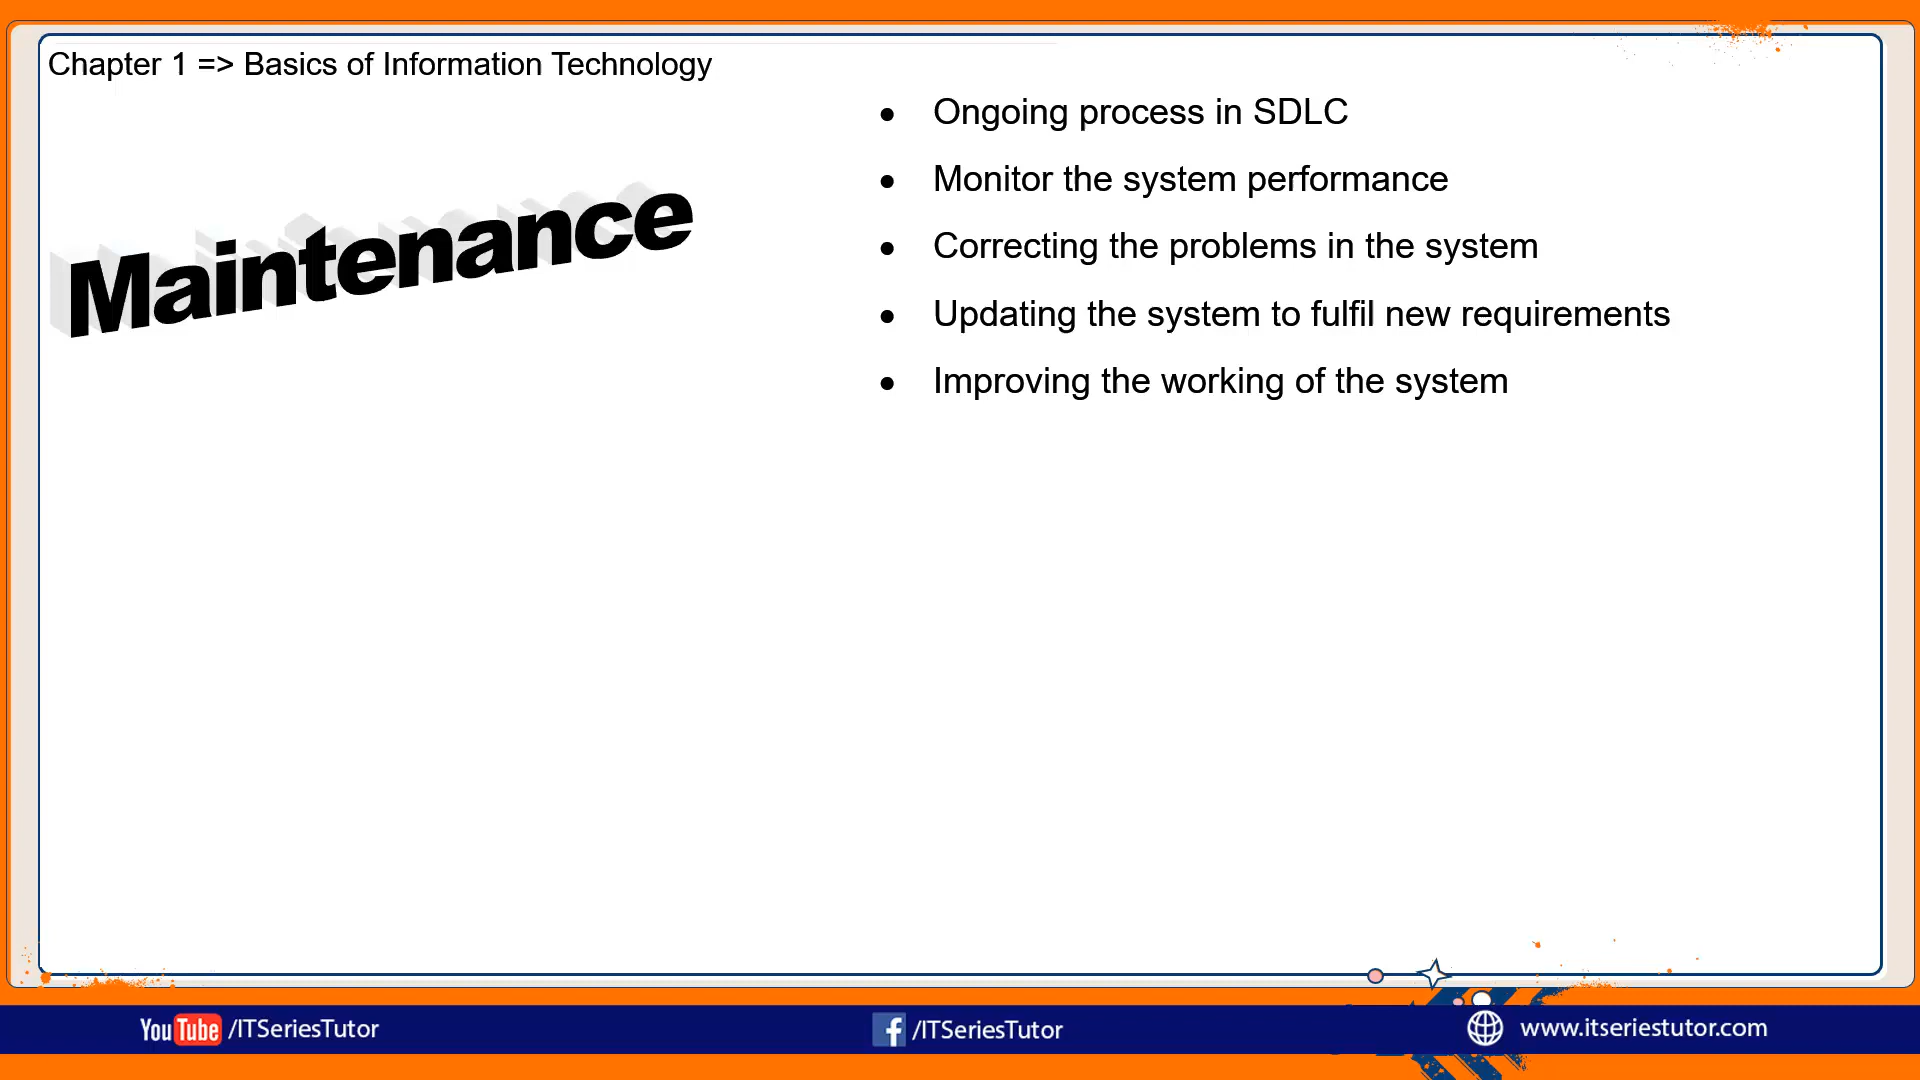 Chapter 1 => Basics of Information Technology
Maintenance
• Ongoing process in SDLC
• Monitor the system performance
• Correcting the problems in the system
• Updating the system to fulfil new requirements
• Improving the working of the system
YouTube /ITSeriesTutor
f /ITSeriesTutor
www.itseriestutor.com